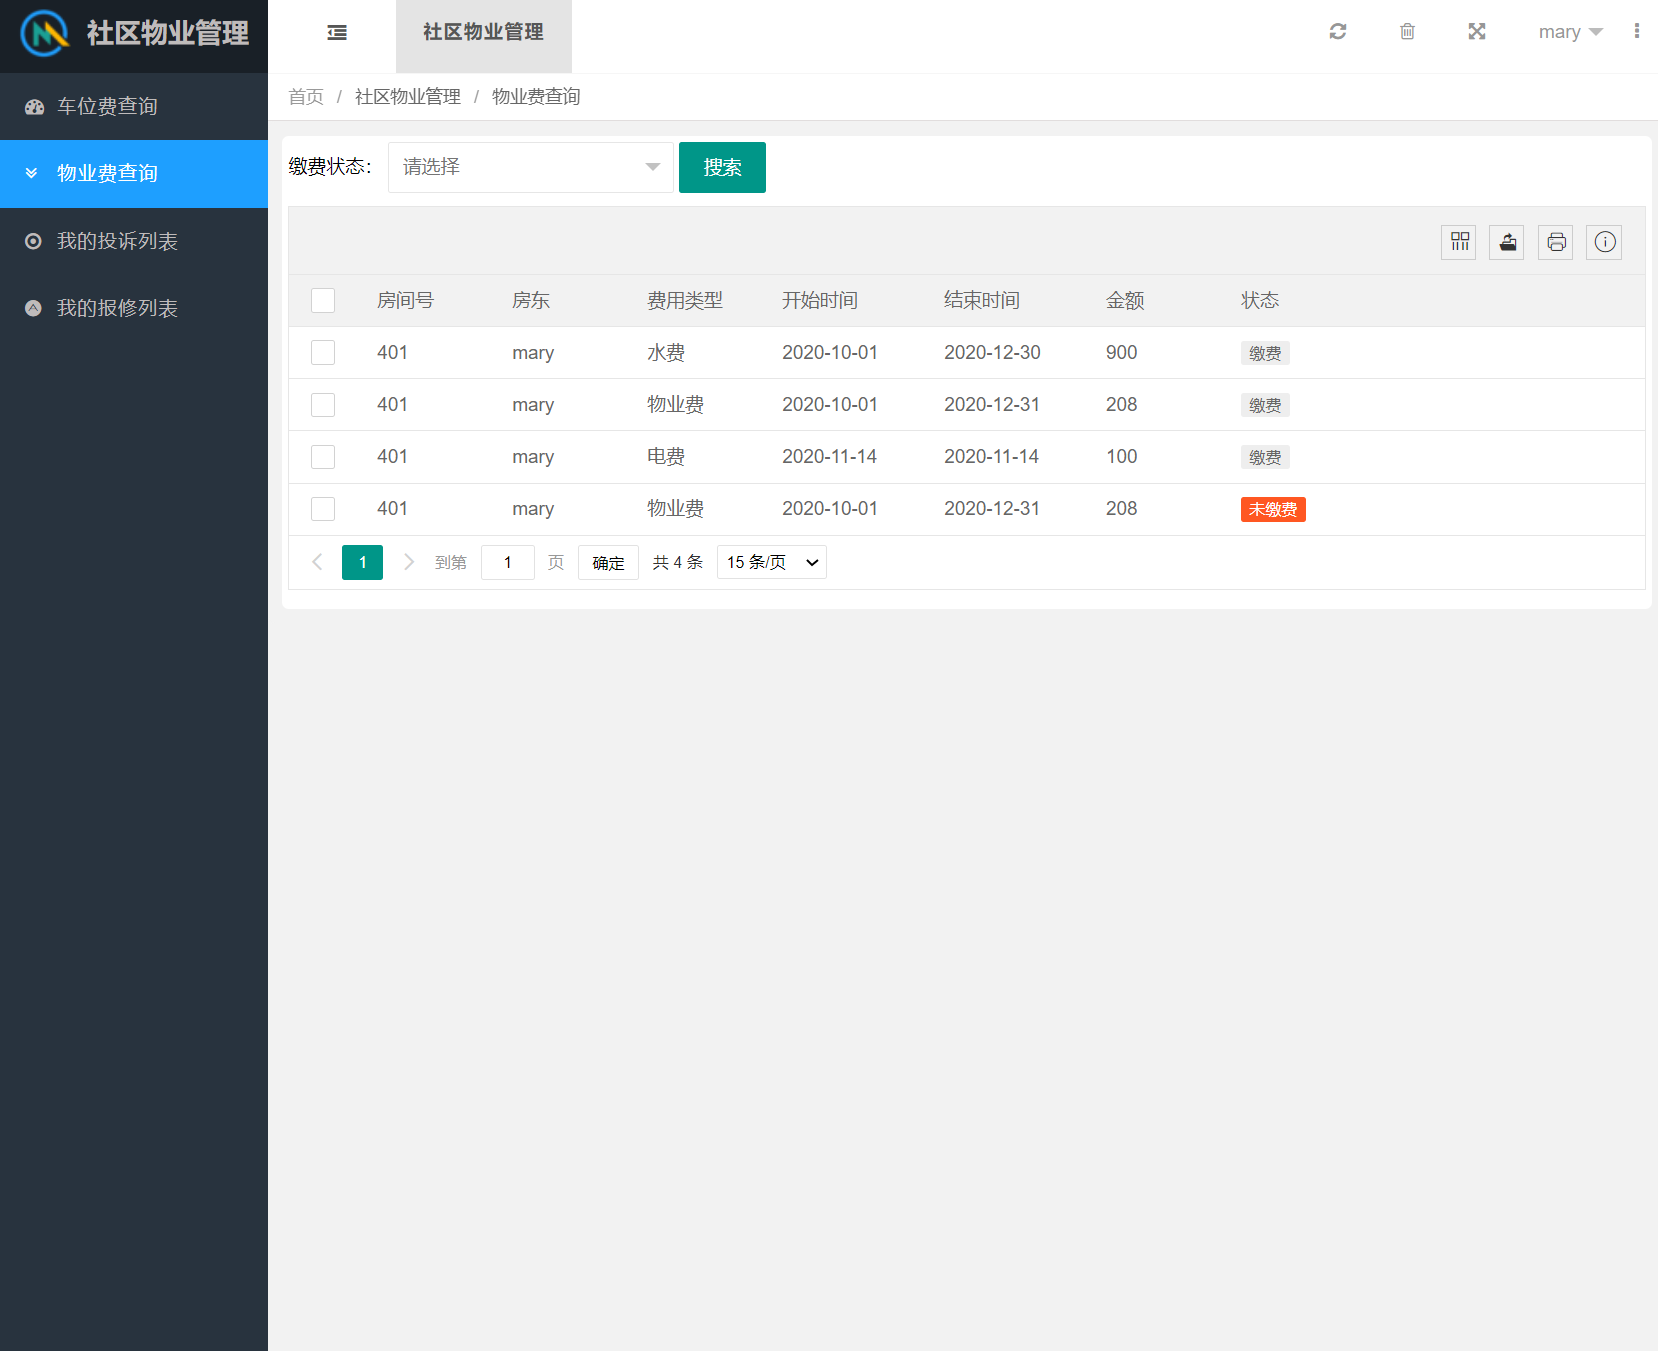 社区物业管理
社区物业管理
mary
车位费查询
物业费查询
我的投诉列表
我的报修列表
首页 / 社区物业管理 / 物业费查询
缴费状态： 请选择 搜索
房间号 房东 费用类型 开始时间 结束时间 金额 状态
401 mary 水费 2020-10-01 2020-12-30 900 缴费
401 mary 物业费 2020-10-01 2020-12-31 208 缴费
401 mary 电费 2020-11-14 2020-11-14 100 缴费
401 mary 物业费 2020-10-01 2020-12-31 208 未缴费
1 到第 1 页 确定 共 4 条 15 条/页